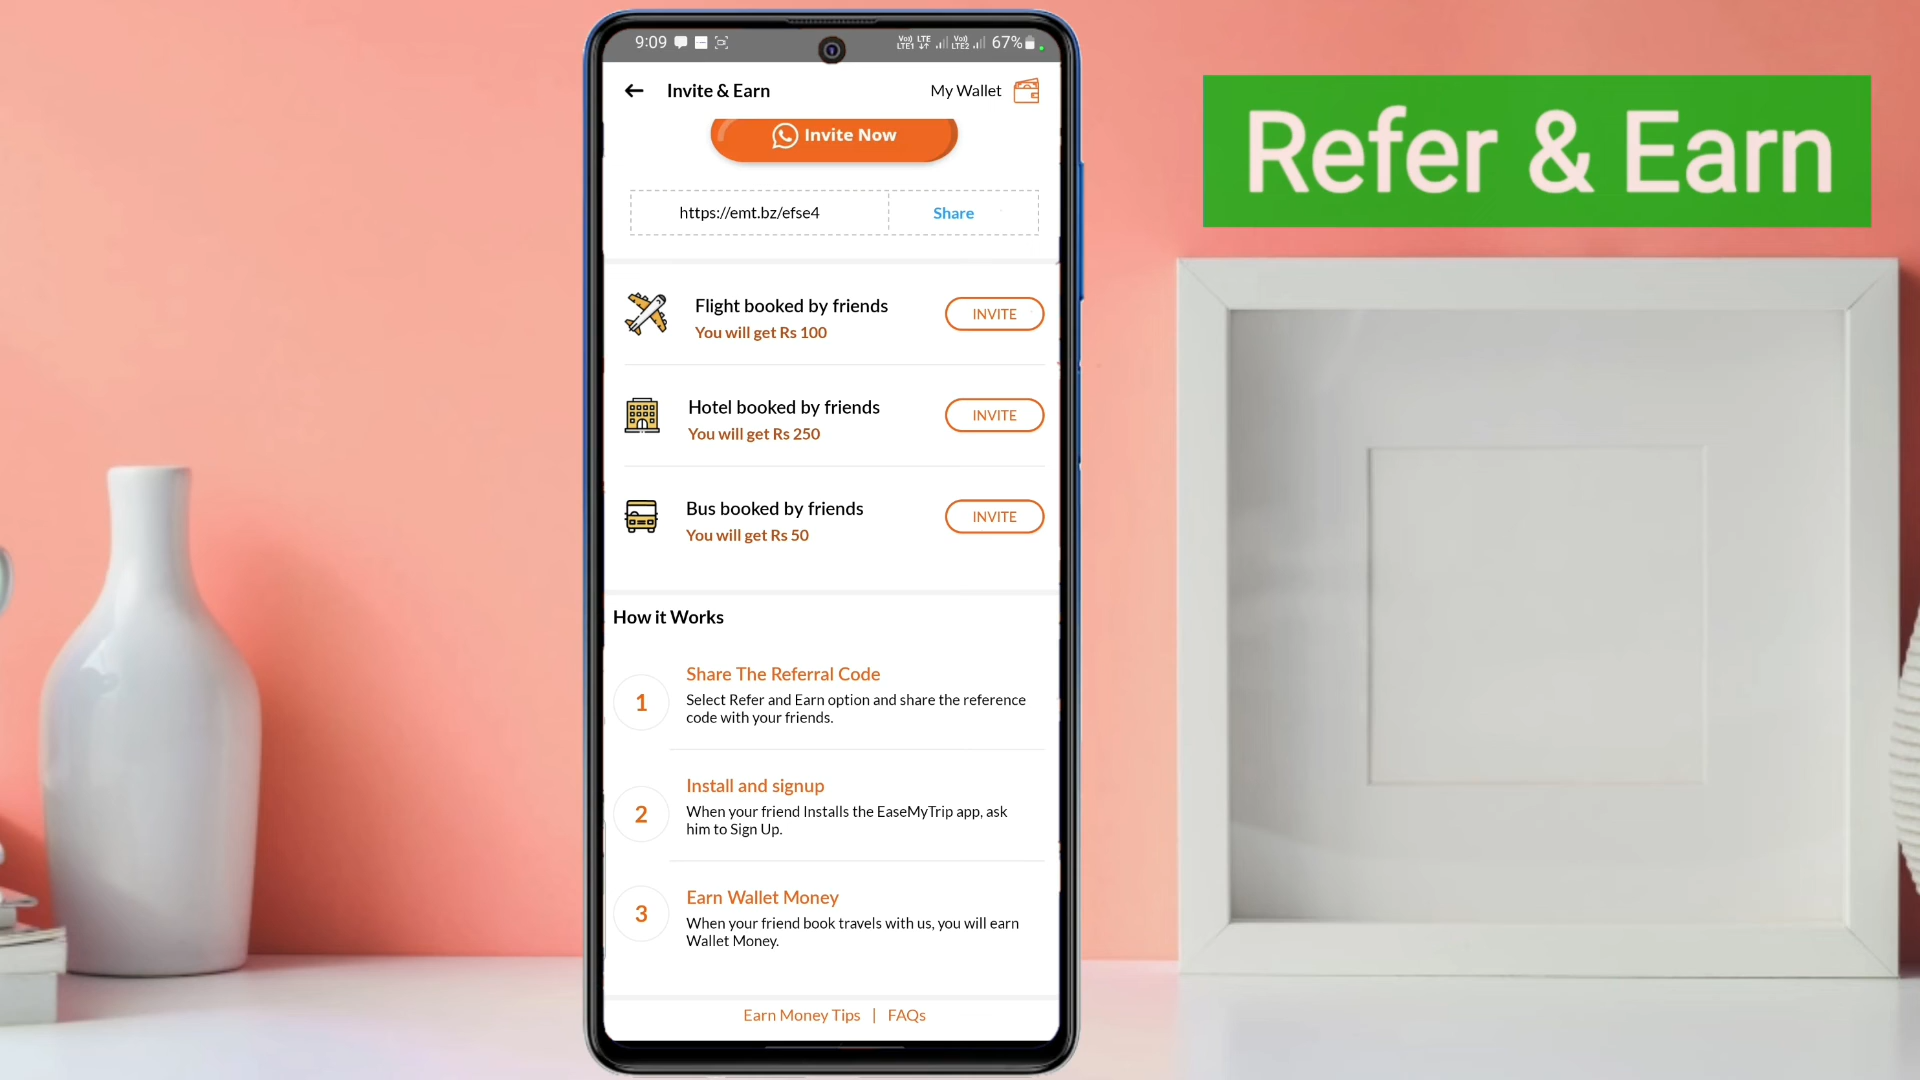 9:09
Vo) LTE LTE1 Vo) LTE2 67%
Invite & Earn
My Wallet
Refer & Earn
Invite Now
https://emt.bz/efse4
Share
Flight booked by friends
You will get Rs 100
INVITE
Hotel booked by friends
You will get Rs 250
INVITE
Bus booked by friends
You will get Rs 50
INVITE
How it Works
1
Share The Referral Code
Select Refer and Earn option and share the reference
code with your friends.
2
Install and signup
When your friend Installs the EaseMyTrip app, ask
him to Sign Up.
3
Earn Wallet Money
When your friend book travels with us, you will earn
Wallet Money.
Earn Money Tips | FAQs